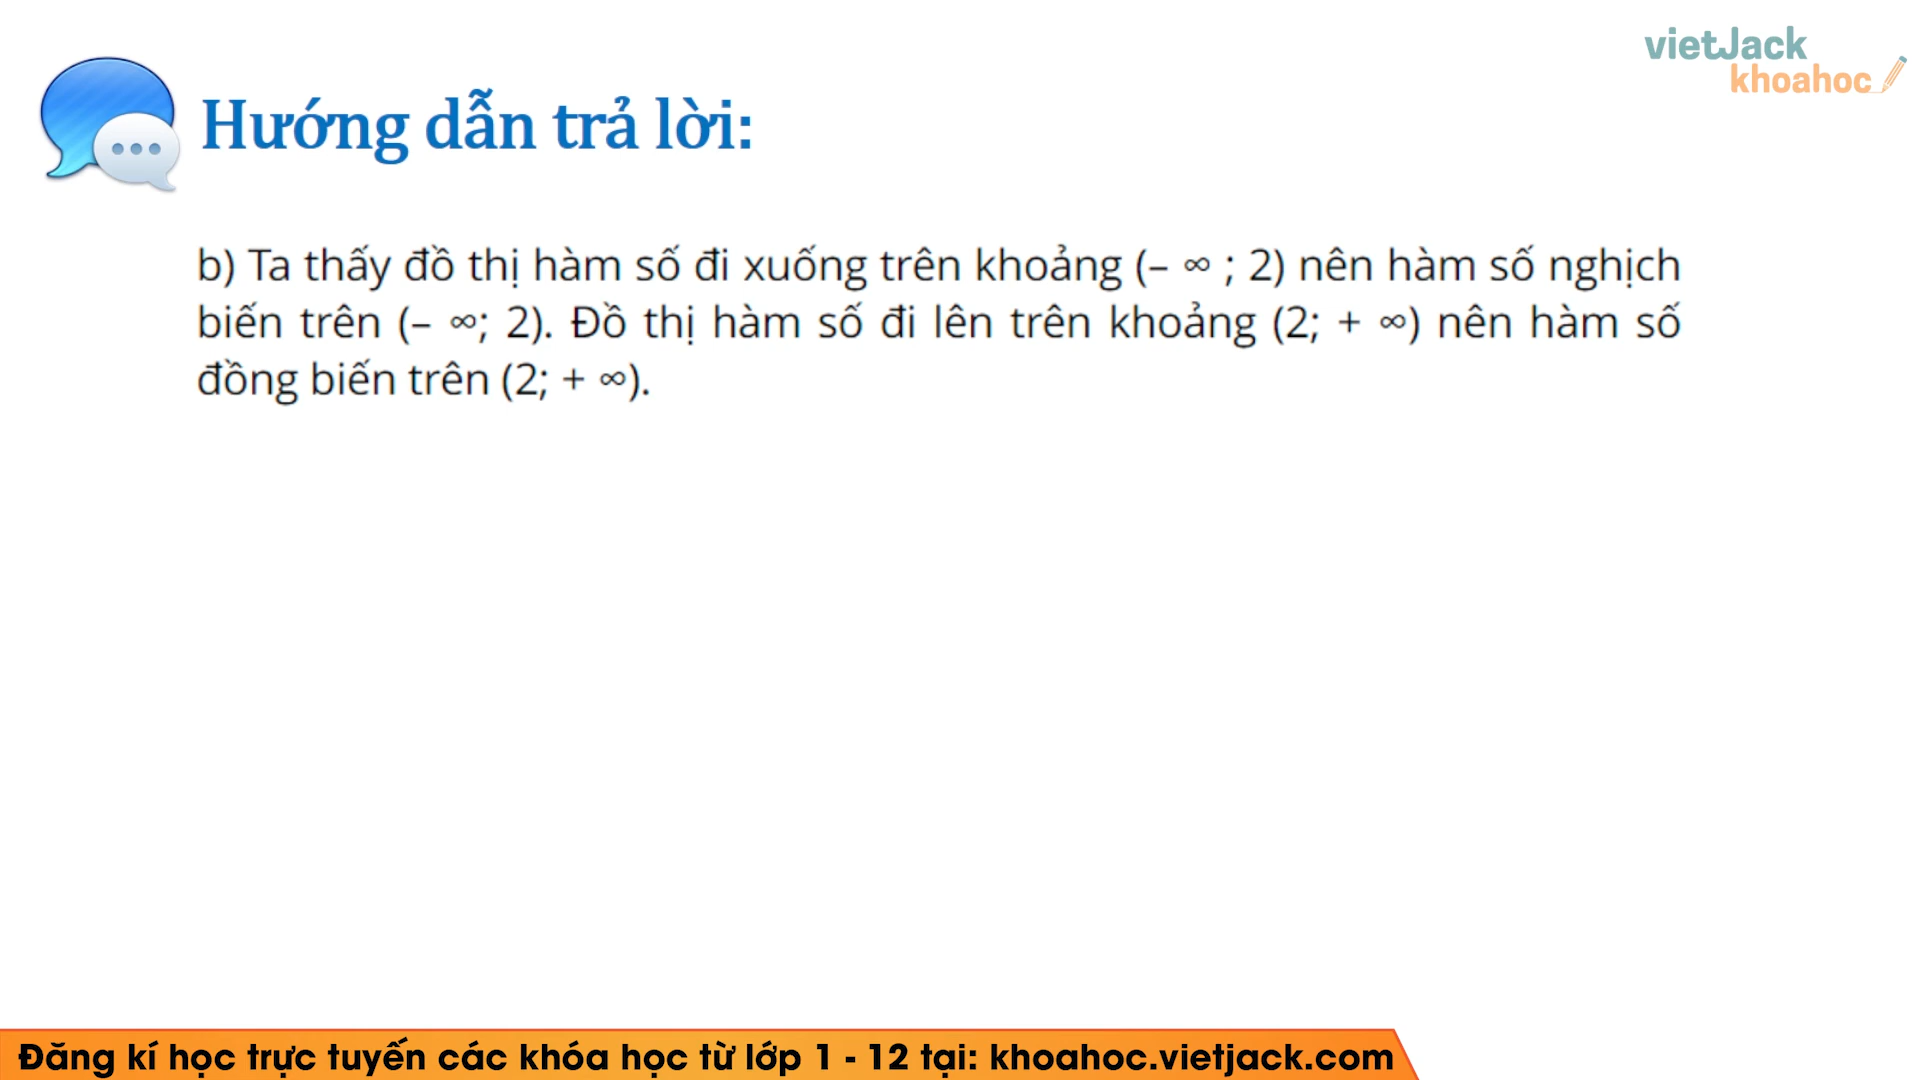 vietJack
khoahoc
Hướng dẫn trả lời:
b) Ta thấy đồ thị hàm số đi xuống trên khoảng (– ∞ ; 2) nên hàm số nghịch
biến trên (– ∞; 2). Đồ thị hàm số đi lên trên khoảng (2; + ∞) nên hàm số
đồng biến trên (2; + ∞).
Đăng kí học trực tuyến các khóa học từ lớp 1 - 12 tại: khoahoc.vietjack.com